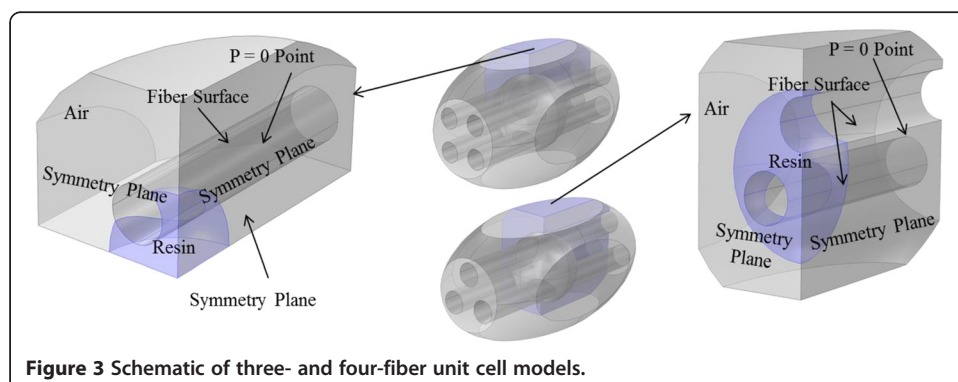 P = 0 Point
Fiber Surface
Air
Symmetry Plane
Symmetry Plane
Resin
Symmetry Plane
P = 0 Point
Fiber Surface
Air
Resin
Symmetry
Plane
Symmetry Plane
Figure 3 Schematic of three- and four-fiber unit cell models.